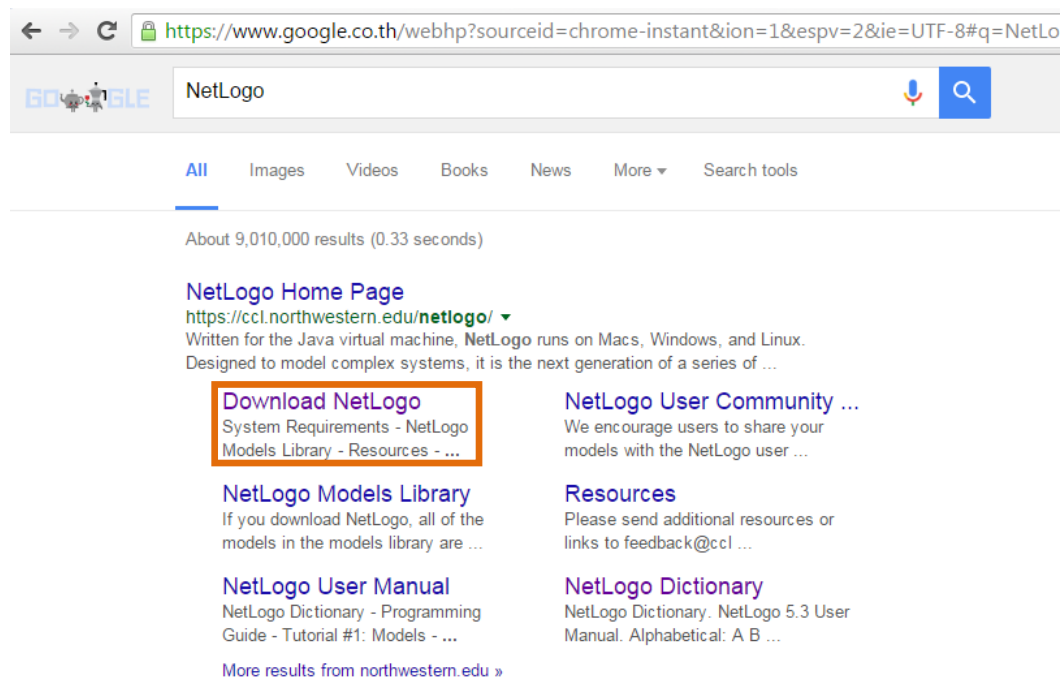 https://www.google.co.th/webhp?sourceid=chrome-instant&ion=1&espv=2&ie=UTF-8#q=NetLo
GOOGLE
NetLogo
All Images Videos Books News More Search tools
About 9,010,000 results (0.33 seconds)
NetLogo Home Page
https://ccl.northwestern.edu/netlogo/
Written for the Java virtual machine, NetLogo runs on Macs, Windows, and Linux.
Designed to model complex systems, it is the next generation of a series of ...
Download NetLogo
System Requirements - NetLogo
Models Library - Resources - ...
NetLogo User Community ...
We encourage users to share your
models with the NetLogo user ...
NetLogo Models Library
If you download NetLogo, all of the
models in the models library are ...
Resources
Please send additional resources or
links to feedback@ccl ...
NetLogo User Manual
NetLogo Dictionary - Programming
Guide - Tutorial #1: Models - ...
NetLogo Dictionary
NetLogo Dictionary. NetLogo 5.3 User
Manual. Alphabetical: A B ...
More results from northwestern.edu »